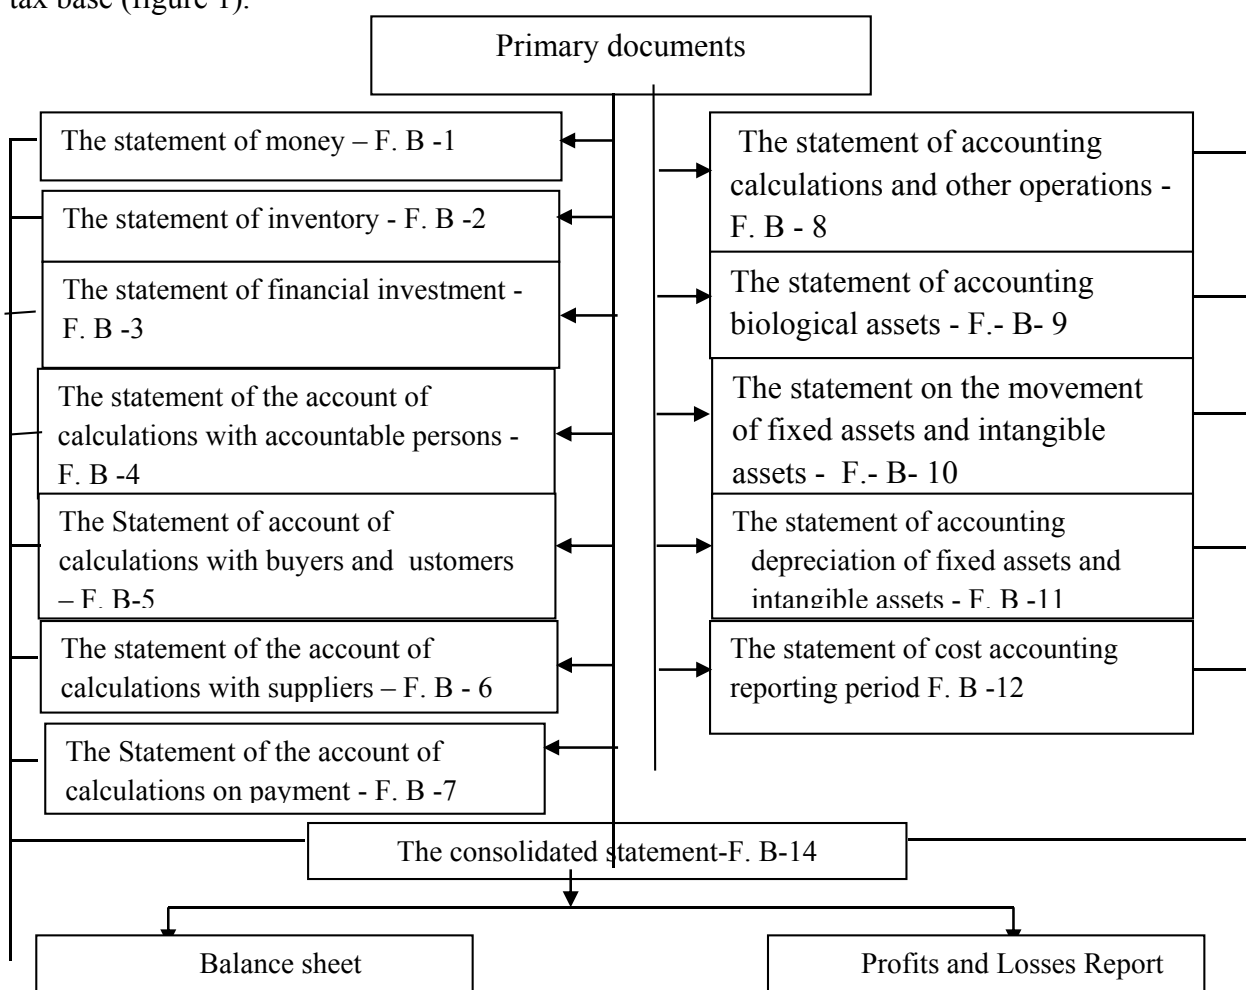 tax base (figure 1).
Primary documents
The statement of money – F. B -1
The statement of inventory - F. B -2
The statement of financial investment -
F. B -3
The statement of the account of
calculations with accountable persons -
F. B -4
The Statement of account of
calculations with buyers and ustomers
– F. B-5
The statement of the account of
calculations with suppliers – F. B - 6
The Statement of the account of
calculations on payment - F. B -7
The statement of accounting
calculations and other operations -
F. B - 8
The statement of accounting
biological assets - F.- B- 9
The statement on the movement
of fixed assets and intangible
assets - F.- B- 10
The statement of accounting
depreciation of fixed assets and
intangible assets - F. B -11
The statement of cost accounting
reporting period F. B -12
The consolidated statement-F. B-14
Balance sheet
Profits and Losses Report